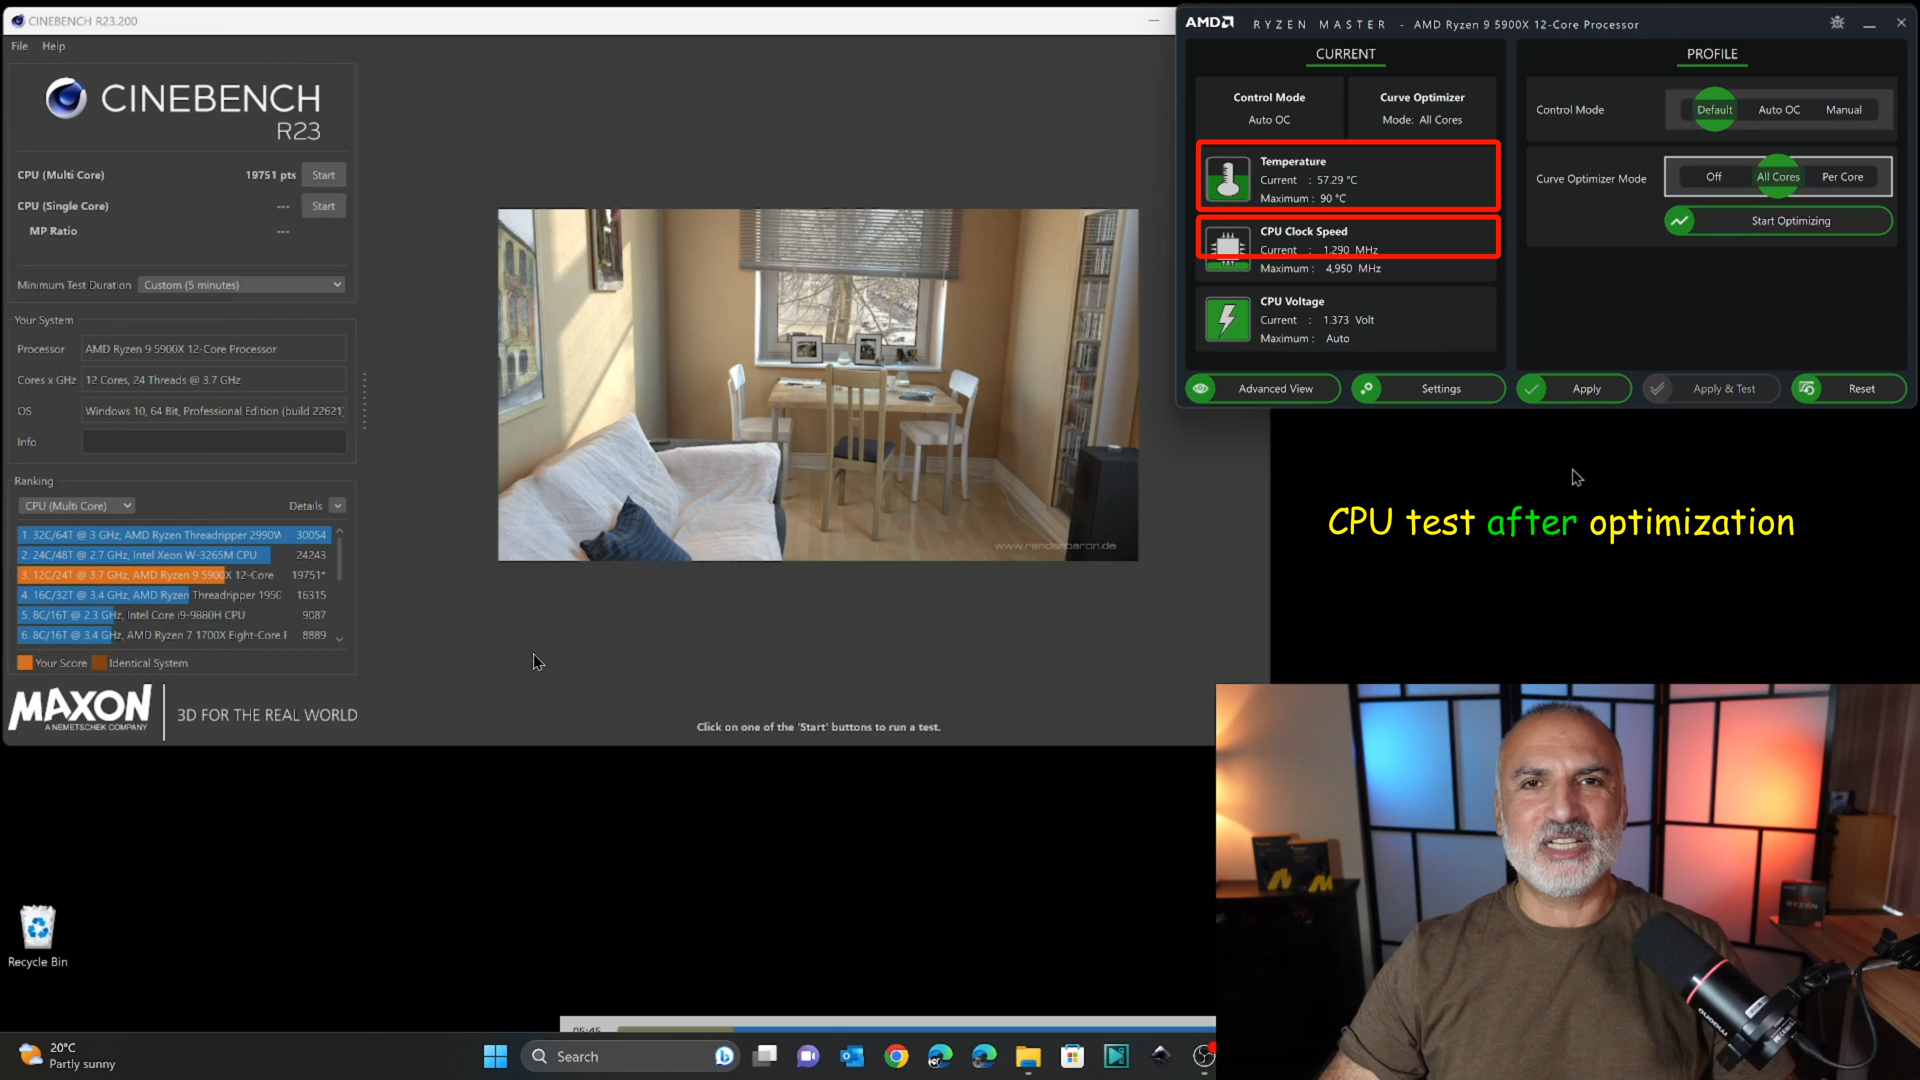 CINEBENCH R23.200
File Help
CINEBENCH
R23
CPU (Multi Core) 19751 pts Start
CPU (Single Core) --- Start
MP Ratio ---
Minimum Test Duration Custom (5 minutes)
Your System
Processor AMD Ryzen 9 5900X 12-Core Processor
Cores x GHz 12 Cores, 24 Threads @ 3.7 GHz
OS Windows 10, 64 Bit, Professional Edition (build 22621)
Info
Ranking
CPU (Multi Core) Details
1. 32C/64T @ 3 GHz, AMD Ryzen Threadripper 2990W 30054
2. 24C/48T @ 2.7 GHz, Intel Xeon W-3265M CPU 24243
3. 12C/24T @ 3.7 GHz, AMD Ryzen 9 5900X 12-Core 19751*
4. 16C/32T @ 3.4 GHz, AMD Ryzen Threadripper 195C 16315
5. 8C/16T @ 2.3 GHz, Intel Core i9-9880H CPU 9087
6. 8C/16T @ 3.4 GHz, AMD Ryzen 7 1700X Eight-Core F 8889
Your Score Identical System
MAXON
A NEMETSCHEK COMPANY
3D FOR THE REAL WORLD
www.renderbaron.de
Click on one of the 'Start' buttons to run a test.
AMD RYZEN MASTER - AMD Ryzen 9 5900X 12-Core Processor
CURRENT
Control Mode
Auto OC
Curve Optimizer
Mode: All Cores
Temperature
Current : 57.29 °C
Maximum : 90 °C
CPU Clock Speed
Current : 1,290 MHz
Maximum : 4,950 MHz
CPU Voltage
Current : 1.373 Volt
Maximum : Auto
Advanced View Settings
PROFILE
Control Mode Default Auto OC Manual
Curve Optimizer Mode Off All Cores Per Core
Start Optimizing
Apply Apply & Test Reset
CPU test after optimization
RYZEN
Recycle Bin
05:45
20°C
Partly sunny
Search